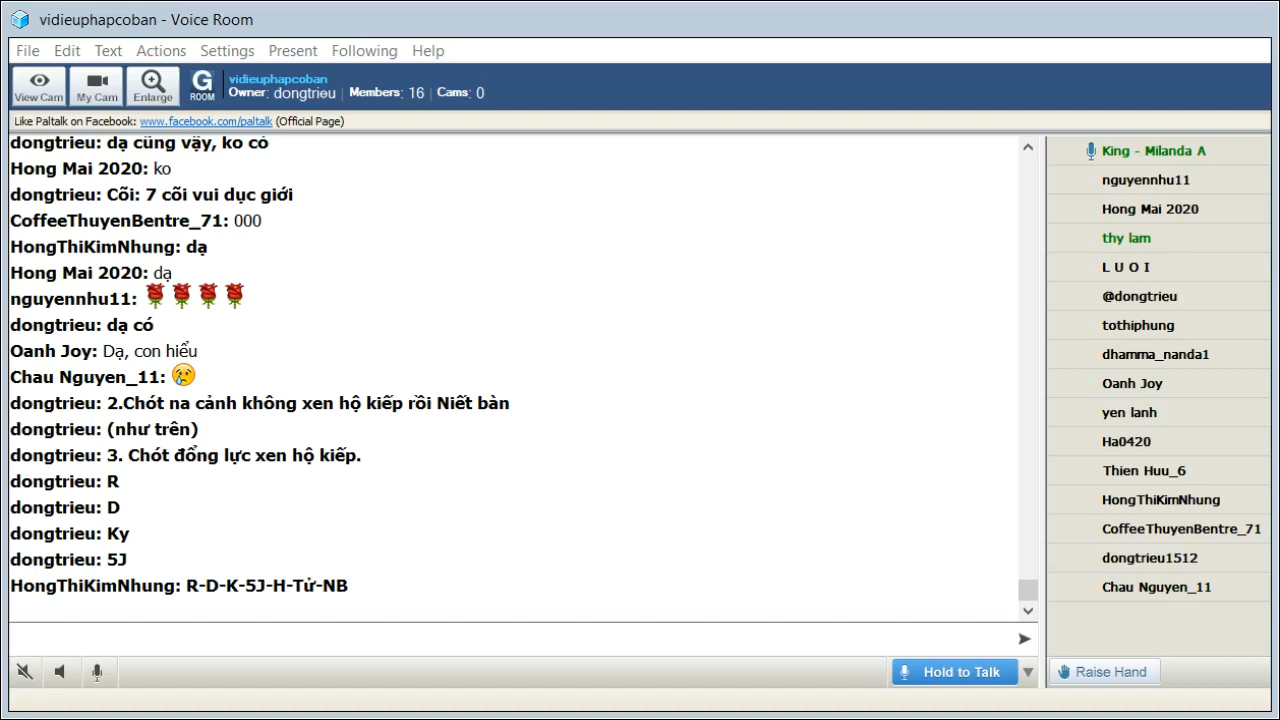 vidieuphapcoban - Voice Room
File Edit Text Actions Settings Present Following Help
View Cam My Cam Enlarge G ROOM vidieuphapcoban
Owner: dongtrieu | Members: 16 | Cams: 0
Like Paltalk on Facebook: www.facebook.com/paltalk (Official Page)
dongtrieu: dạ cũng vậy, ko có
Hong Mai 2020: ko
dongtrieu: Cõi: 7 cõi vui dục giới
CoffeeThuyenBentre_71: 000
HongThiKimNhung: dạ
Hong Mai 2020: dạ
nguyennhu11:
dongtrieu: dạ có
Oanh Joy: Dạ, con hiểu
Chau Nguyen_11:
dongtrieu: 2.Chót na cảnh không xen hộ kiếp rồi Niết bàn
dongtrieu: (như trên)
dongtrieu: 3. Chót đổng lực xen hộ kiếp.
dongtrieu: R
dongtrieu: D
dongtrieu: Ky
dongtrieu: 5J
HongThiKimNhung: R-D-K-5J-H-Tử-NB
King - Milanda A
nguyennhu11
Hong Mai 2020
thy lam
L U O I
@dongtrieu
tothiphung
dhamma_nanda1
Oanh Joy
yen lanh
Ha0420
Thien Huu_6
HongThiKimNhung
CoffeeThuyenBentre_71
dongtrieu1512
Chau Nguyen_11
Hold to Talk
Raise Hand